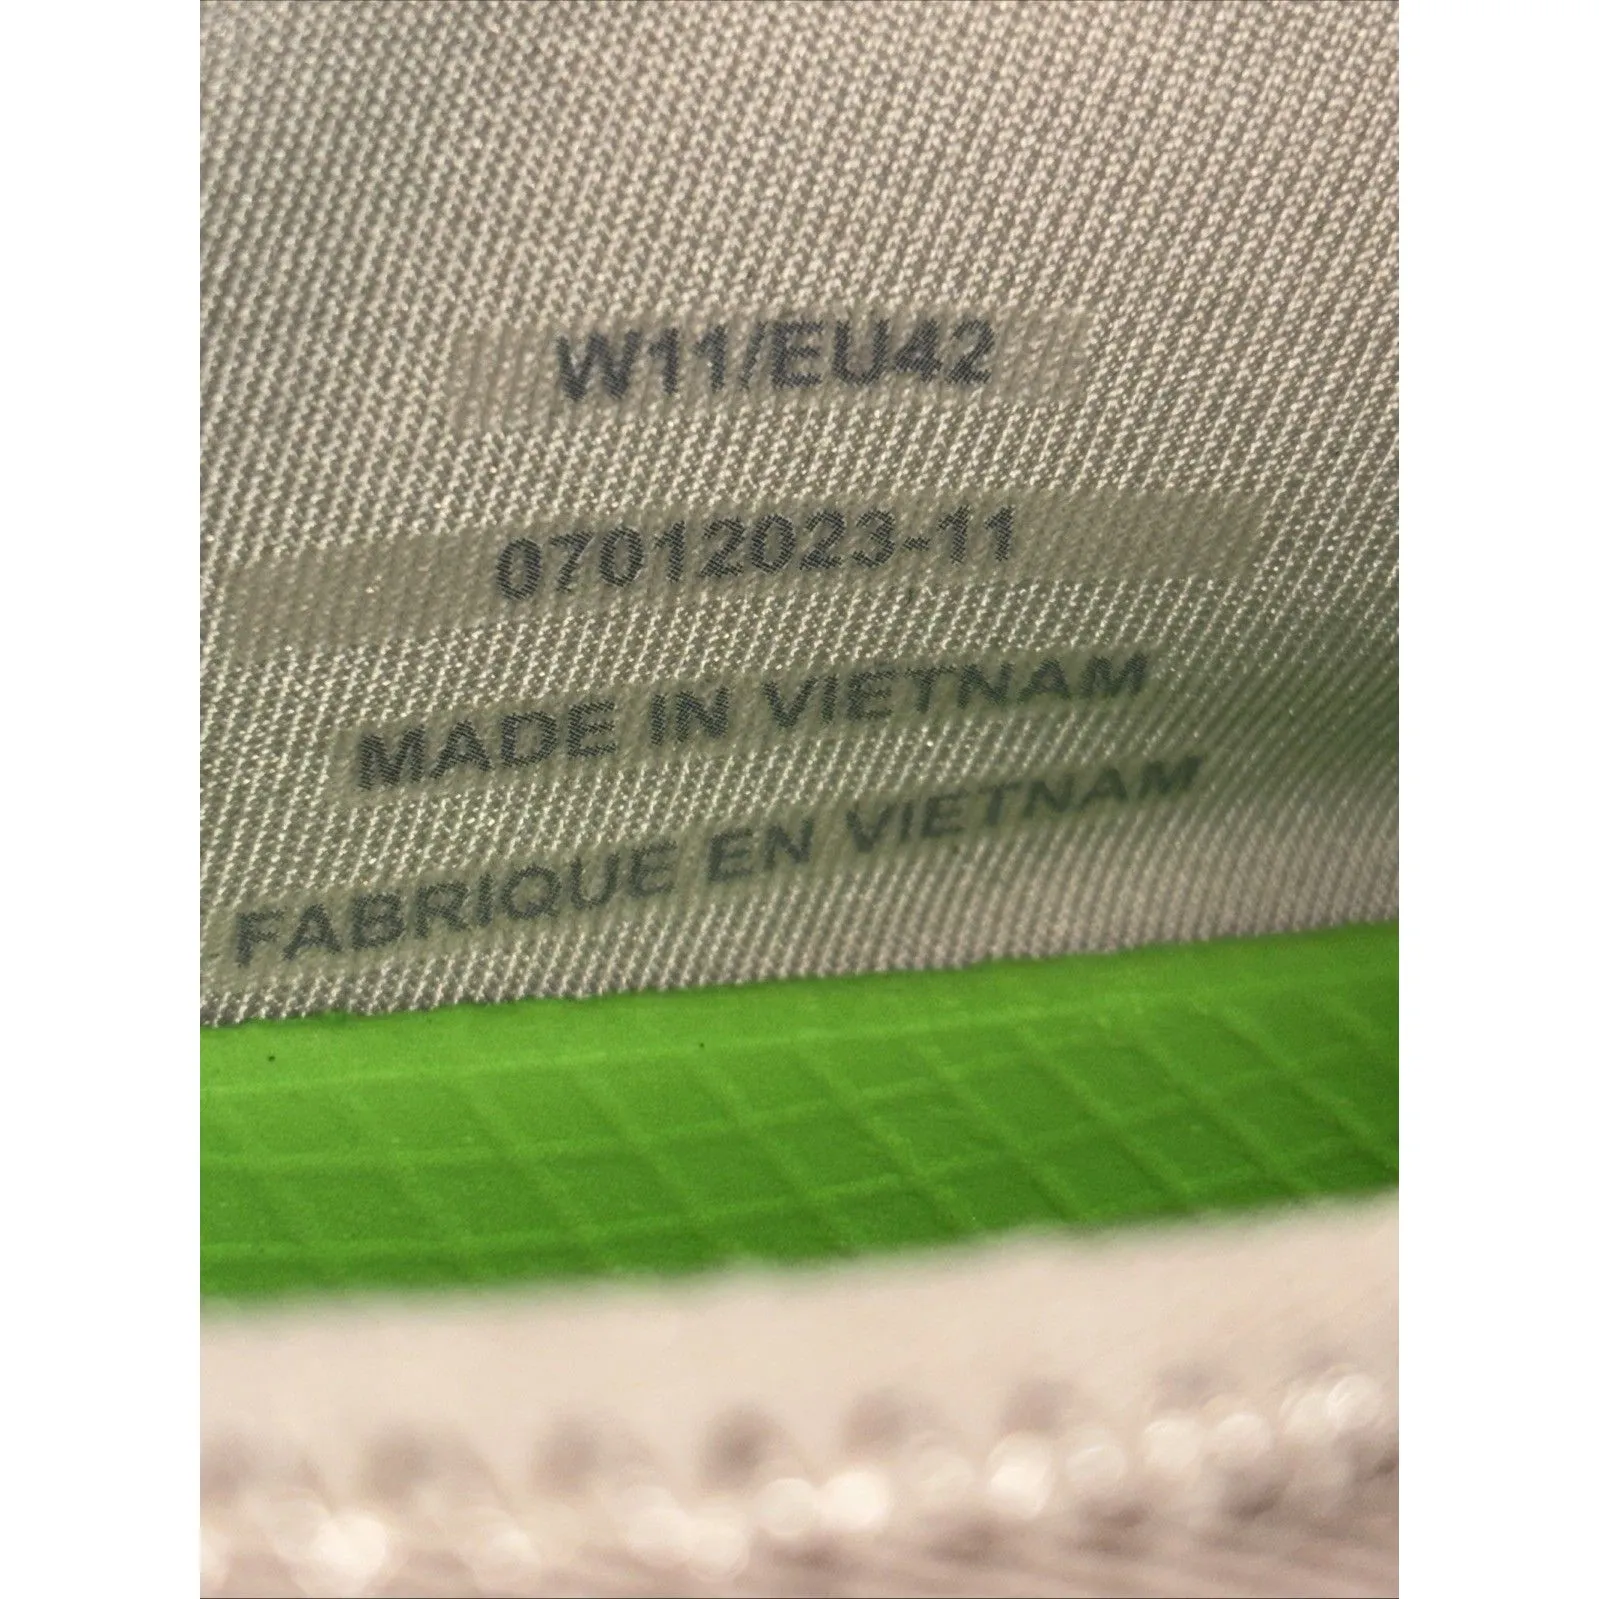 W11/EU42
07012023-11
MADE IN VIETNAM
FABRIQUE EN VIETNAM